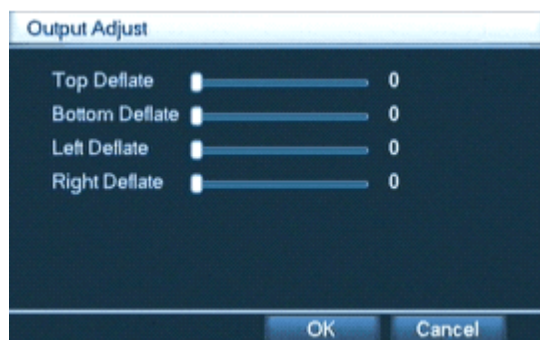 Output Adjust
Top Deflate 0
Bottom Deflate 0
Left Deflate 0
Right Deflate 0
OK Cancel